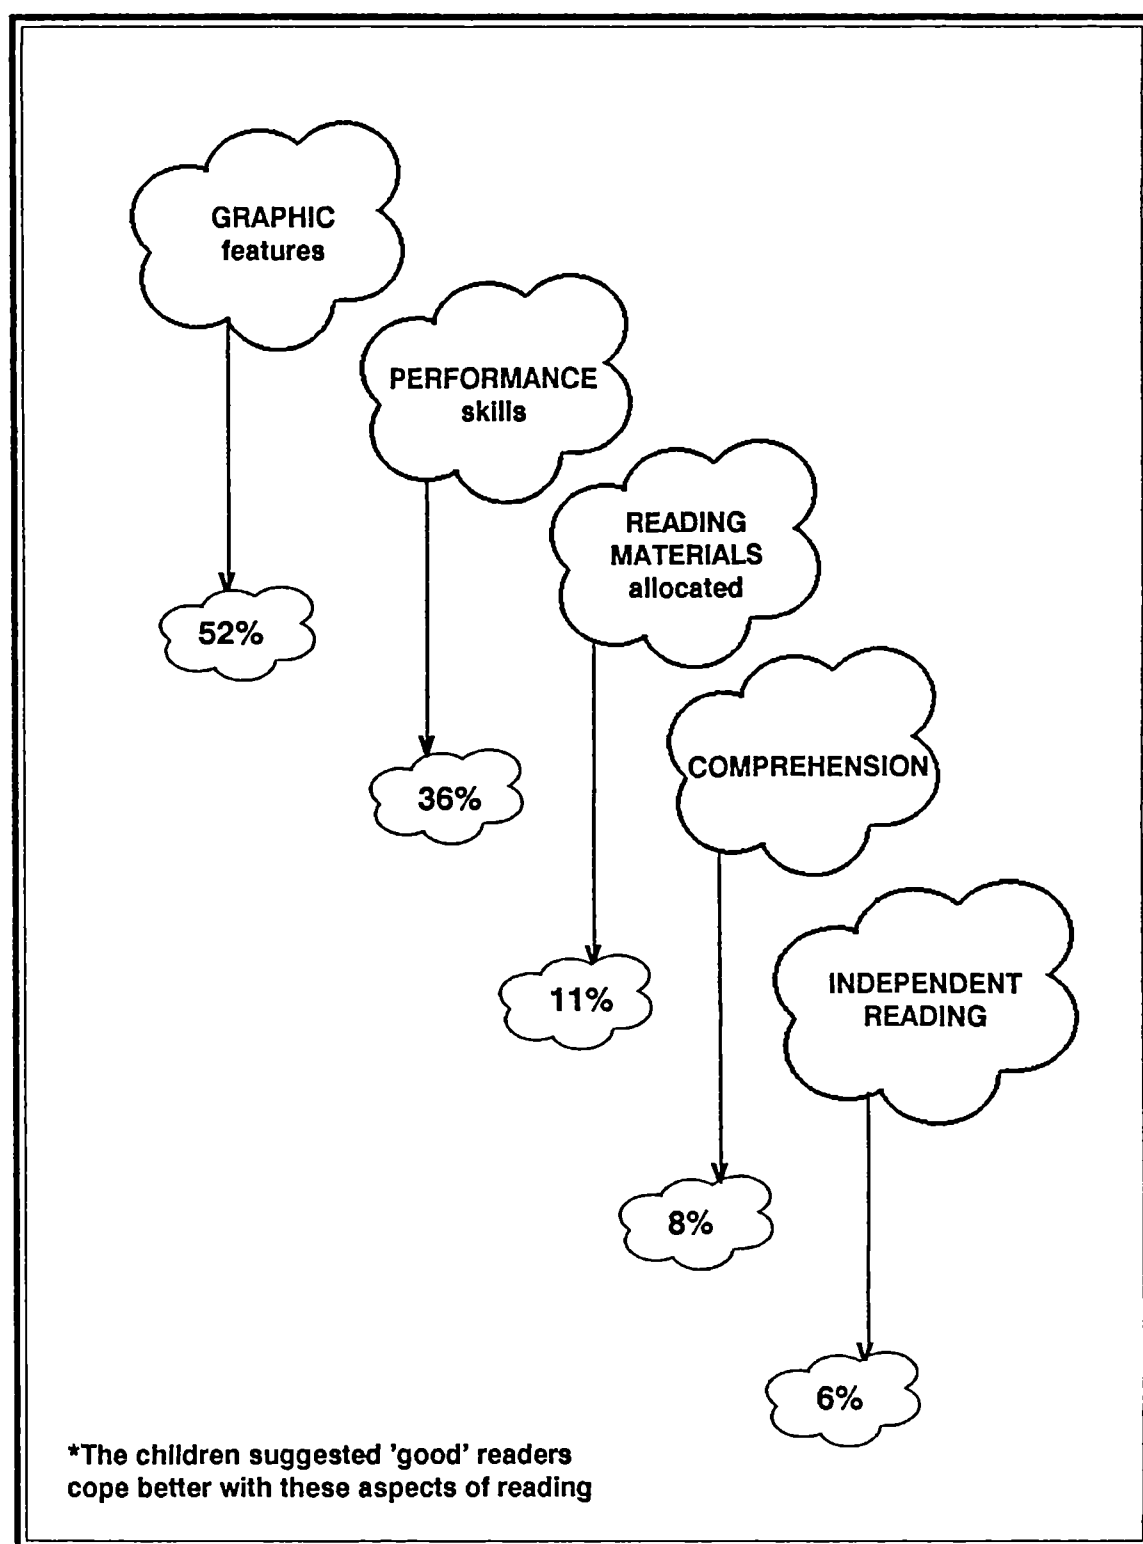 GRAPHIC
features
PERFORMANCE
skills
READING
MATERIALS
allocated
52%
COMPREHENSION
36%
INDEPENDENT
READING
11%
8%
6%
*The children suggested 'good' readers
cope better with these aspects of reading